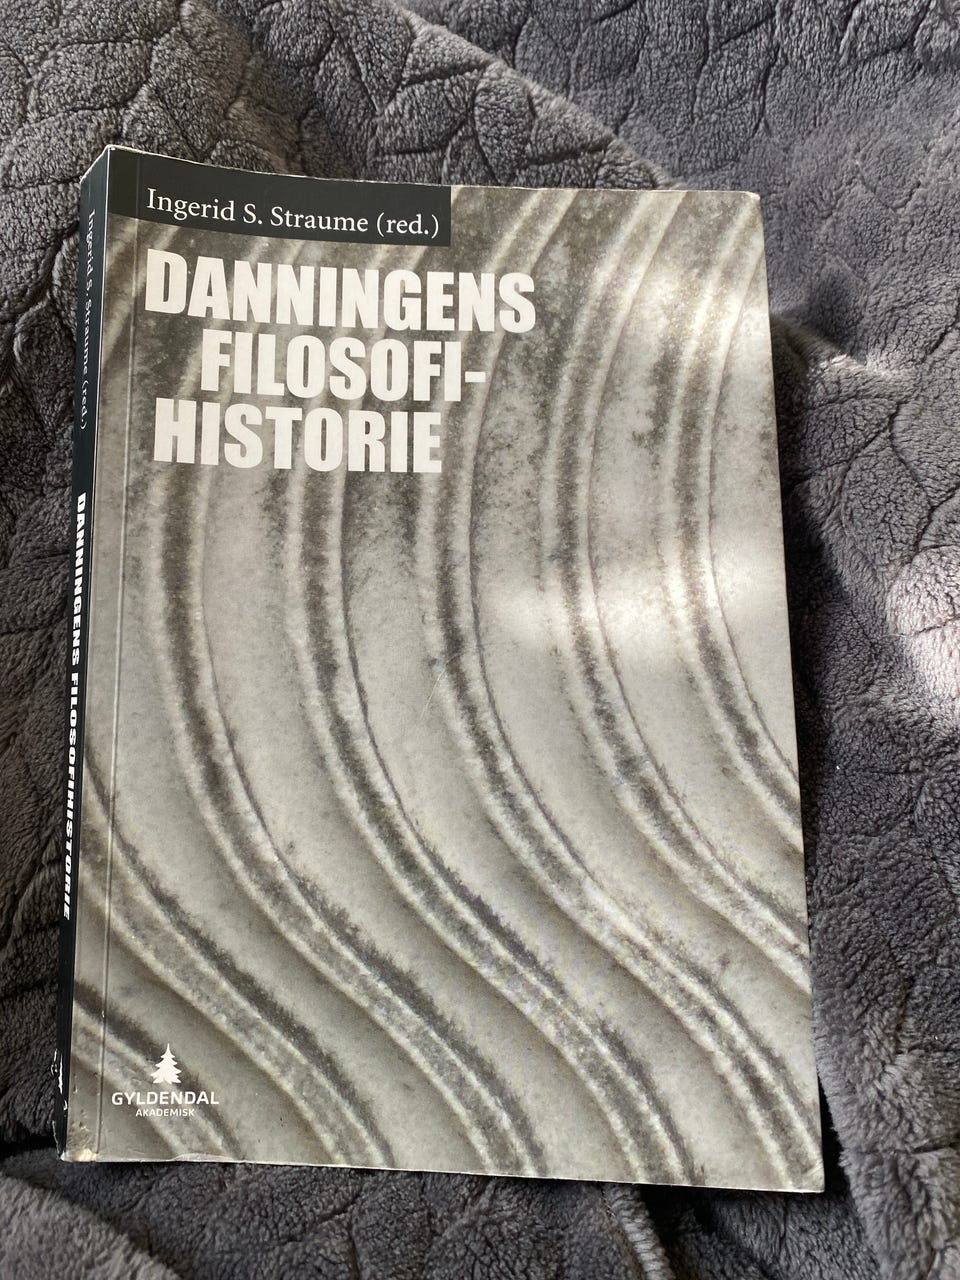 Ingerid S. Straume (red.)
DANNINGENS
FILOSOFI-
HISTORIE
GYLDENDAL
AKADEMISK
Ingerid S. Straume (red.) DANNINGENS FILOSOFIHISTORIE